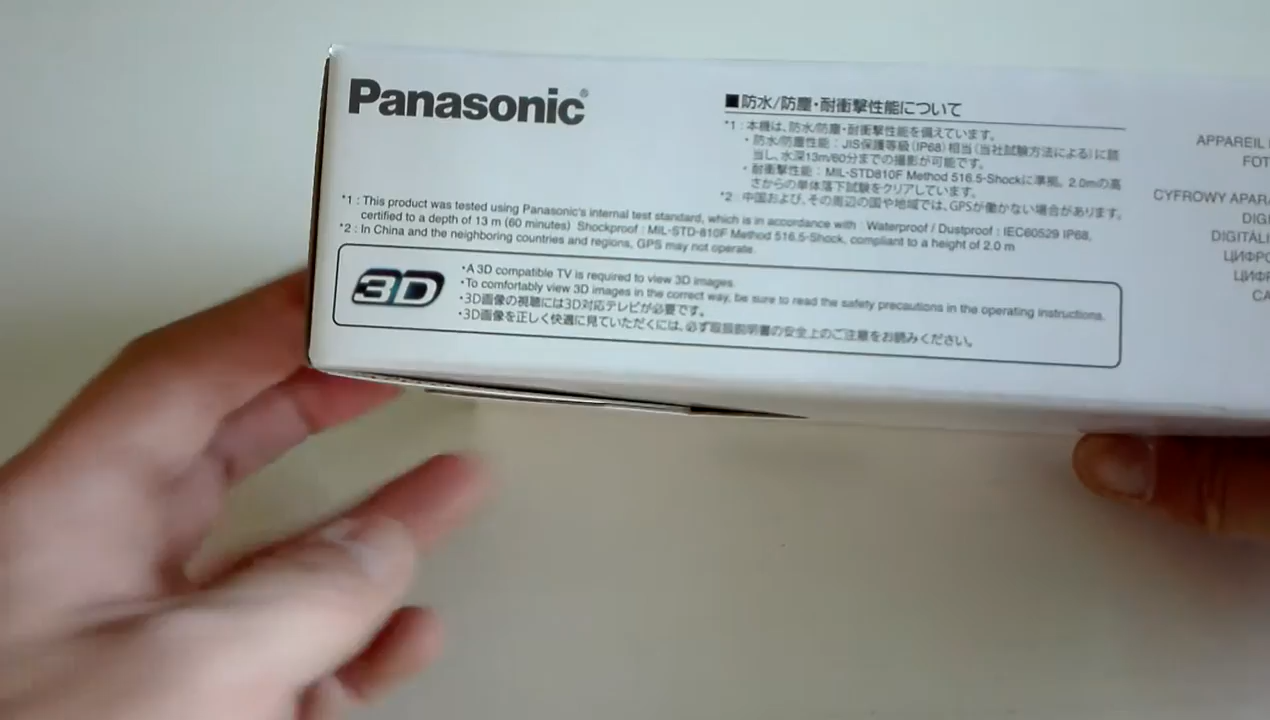 Panasonic®
■防水/防塵・耐衝撃性能について
*1：本機は、防水/防塵・耐衝撃性能を備えています。
・防水/防塵性能：JIS保護等級（IP68）相当（当社試験方法による）に該
当し、水深13m/60分までの撮影が可能です。
・耐衝撃性能：MIL-STD810F Method 516.5-Shockに準拠。2.0mの高
さからの単体落下試験をクリアしています。
*2：中国および、その周辺の国や地域では、GPSが働かない場合があります。
*1 : This product was tested using Panasonic's internal test standard, which is in accordance with : Waterproof / Dustproof : IEC60529 IP68,
certified to a depth of 13 m (60 minutes) Shockproof : MIL-STD-810F Method 516.5-Shock, compliant to a height of 2.0 m
*2 : In China and the neighboring countries and regions, GPS may not operate.
3D
•A 3D compatible TV is required to view 3D images.
•To comfortably view 3D images in the correct way, be sure to read the safety precautions in the operating instructions.
•3D画像の視聴には3D対応テレビが必要です。
•3D画像を正しく快適に見ていただくには、必ず取扱説明書の安全上のご注意をお読みください。
APPAREIL
FOT
CYFROWY APARA
DIGI
DIGITÁLI
ЦИФРО
ЦИФ
CA